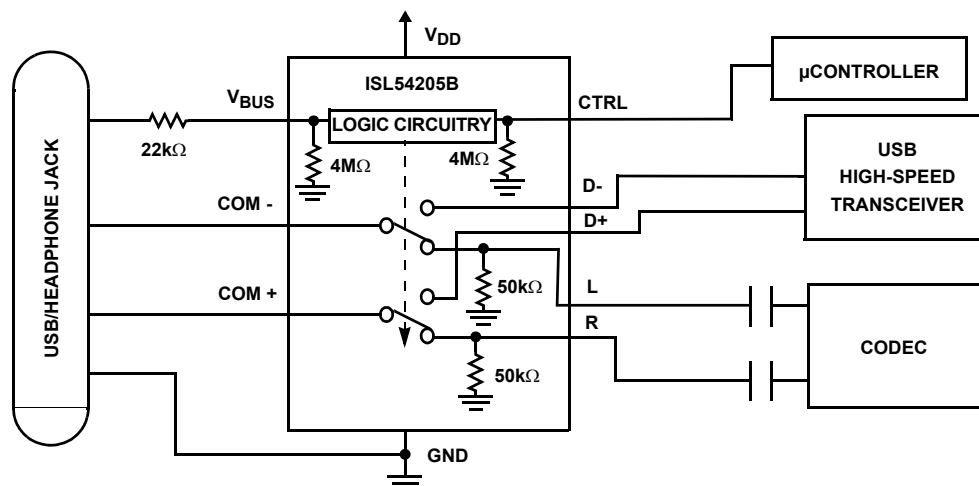 V_DD
ISL54205B
µCONTROLLER
V_BUS
CTRL
LOGIC CIRCUITRY
22kΩ
4MΩ
4MΩ
USB
HIGH-SPEED
TRANSCEIVER
D-
COM -
D+
USB/HEADPHONE JACK
50kΩ
L
COM +
R
CODEC
50kΩ
GND